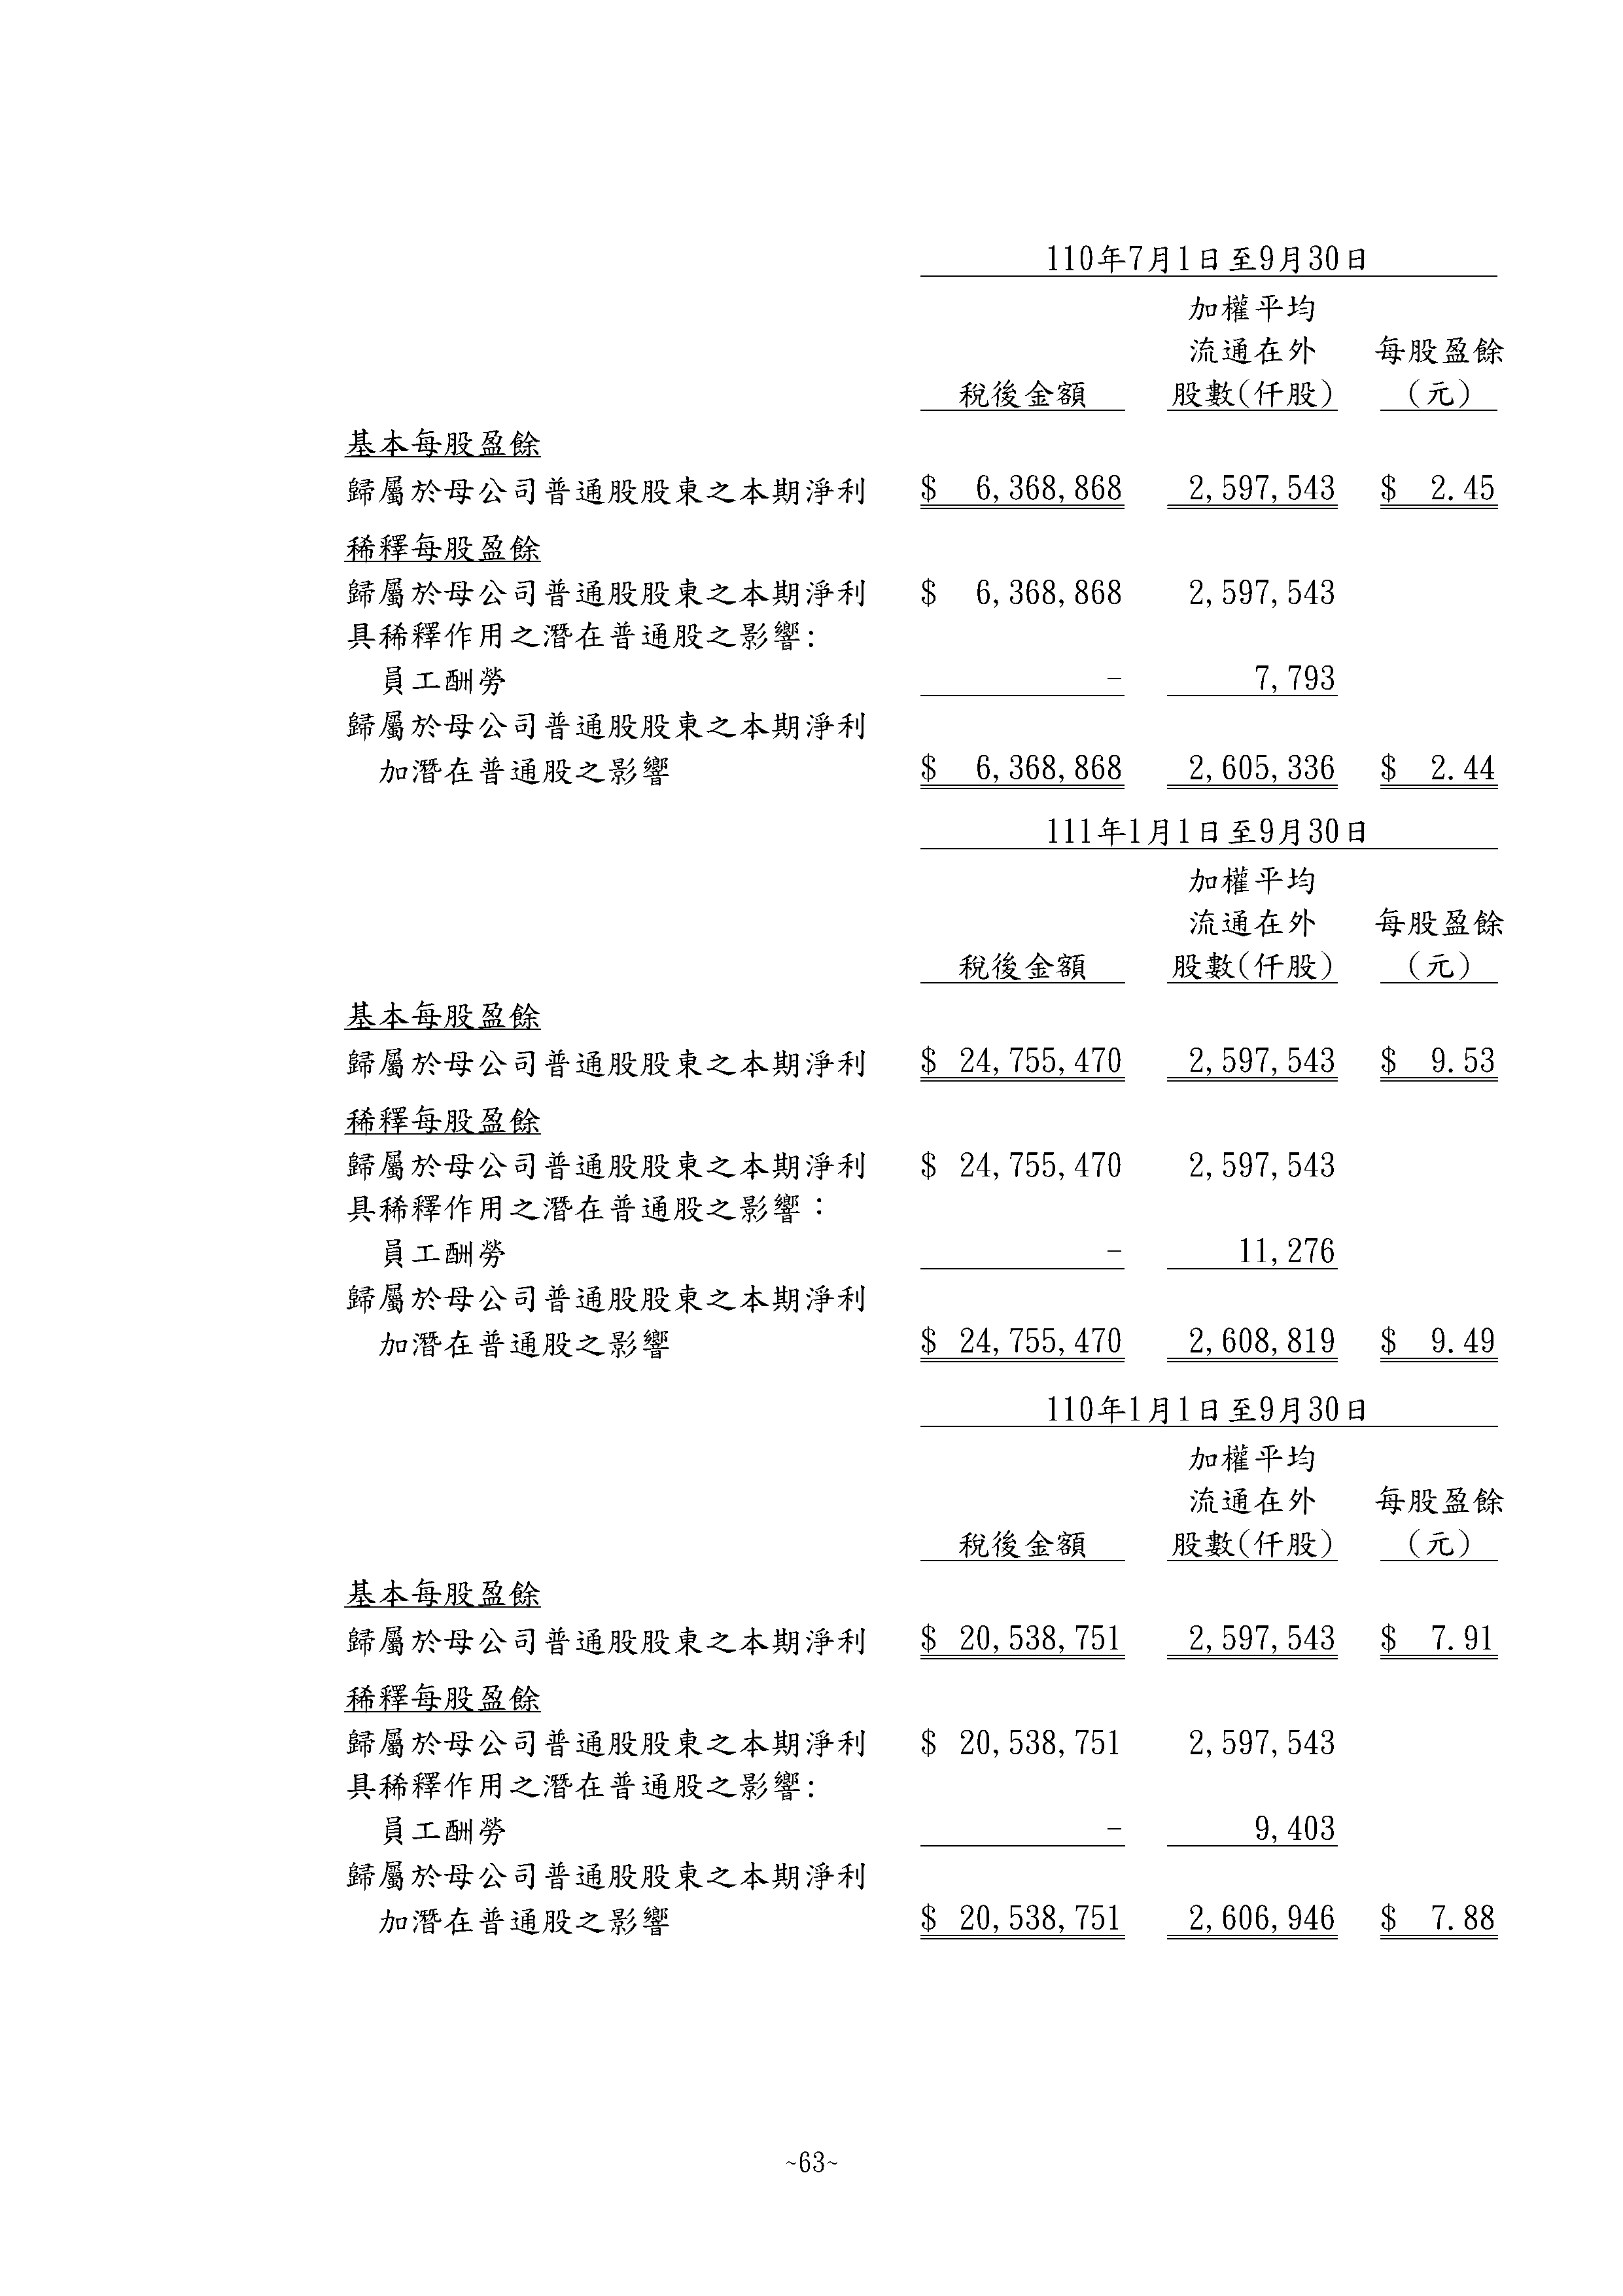 110年7月1日至9月30日
加權平均
流通在外 每股盈餘
稅後金額 股數(仟股) (元)
基本每股盈餘
歸屬於母公司普通股股東之本期淨利 $ 6,368,868 2,597,543 $ 2.45
稀釋每股盈餘
歸屬於母公司普通股股東之本期淨利 $ 6,368,868 2,597,543
具稀釋作用之潛在普通股之影響:
員工酬勞 - 7,793
歸屬於母公司普通股股東之本期淨利
加潛在普通股之影響 $ 6,368,868 2,605,336 $ 2.44
111年1月1日至9月30日
加權平均
流通在外 每股盈餘
稅後金額 股數(仟股) (元)
基本每股盈餘
歸屬於母公司普通股股東之本期淨利 $ 24,755,470 2,597,543 $ 9.53
稀釋每股盈餘
歸屬於母公司普通股股東之本期淨利 $ 24,755,470 2,597,543
具稀釋作用之潛在普通股之影響：
員工酬勞 - 11,276
歸屬於母公司普通股股東之本期淨利
加潛在普通股之影響 $ 24,755,470 2,608,819 $ 9.49
110年1月1日至9月30日
加權平均
流通在外 每股盈餘
稅後金額 股數(仟股) (元)
基本每股盈餘
歸屬於母公司普通股股東之本期淨利 $ 20,538,751 2,597,543 $ 7.91
稀釋每股盈餘
歸屬於母公司普通股股東之本期淨利 $ 20,538,751 2,597,543
具稀釋作用之潛在普通股之影響:
員工酬勞 - 9,403
歸屬於母公司普通股股東之本期淨利
加潛在普通股之影響 $ 20,538,751 2,606,946 $ 7.88
~63~